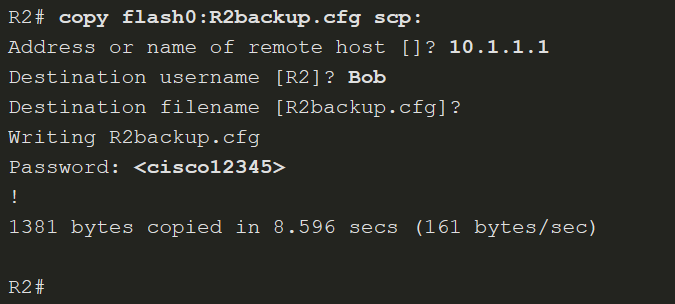 R2# copy flash0:R2backup.cfg scp:
Address or name of remote host []? 10.1.1.1
Destination username [R2]? Bob
Destination filename [R2backup.cfg]?
Writing R2backup.cfg
Password: <cisco12345>
!
1381 bytes copied in 8.596 secs (161 bytes/sec)
R2#